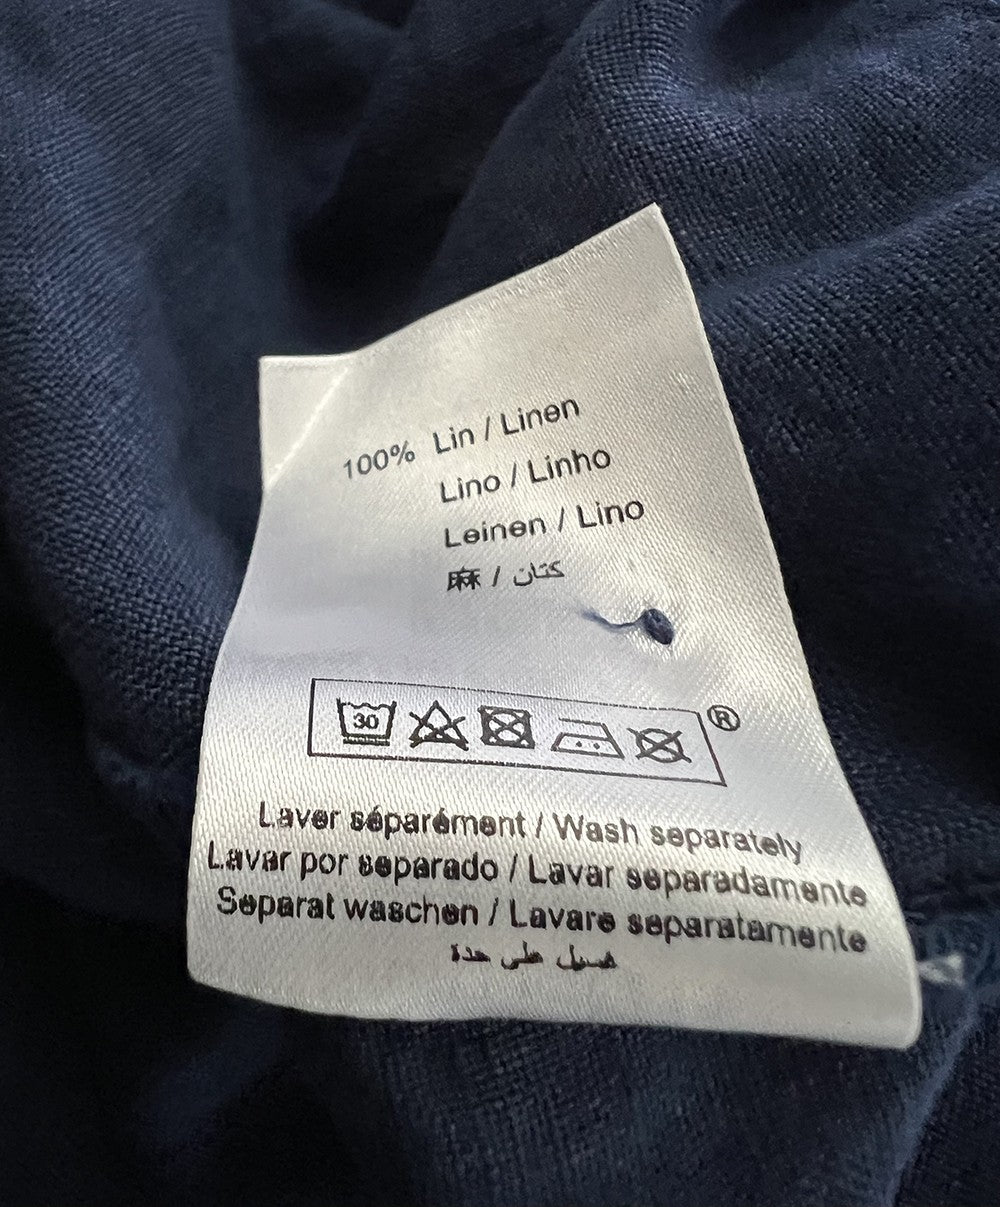 100% Lin / Linen
Lino / Linho
Leinen / Lino
麻 / كتان
30
®
Laver séparément / Wash separately
Lavar por separado / Lavar separadamente
Separat waschen / Lavare separatamente
غسيل على حدة